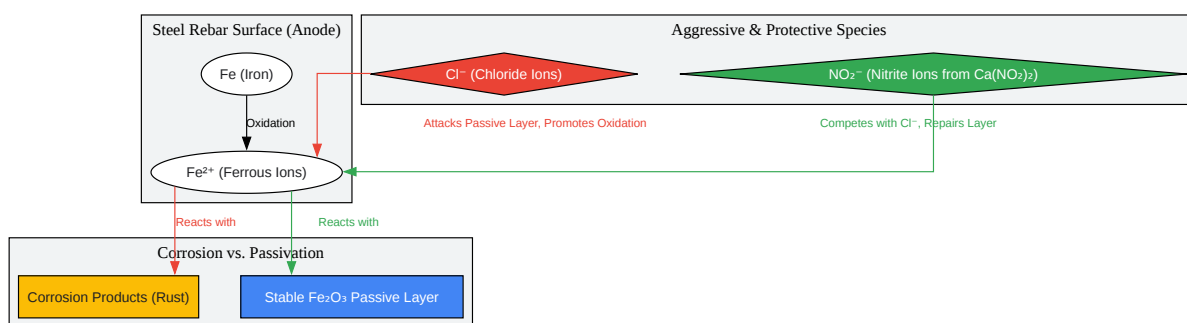 Steel Rebar Surface (Anode)
Aggressive & Protective Species
Fe (Iron)
Cl⁻ (Chloride Ions)
NO₂⁻ (Nitrite Ions from Ca(NO₂)₂)
Oxidation
Attacks Passive Layer, Promotes Oxidation
Competes with Cl⁻, Repairs Layer
Fe²⁺ (Ferrous Ions)
Reacts with
Reacts with
Corrosion vs. Passivation
Corrosion Products (Rust)
Stable Fe₂O₃ Passive Layer